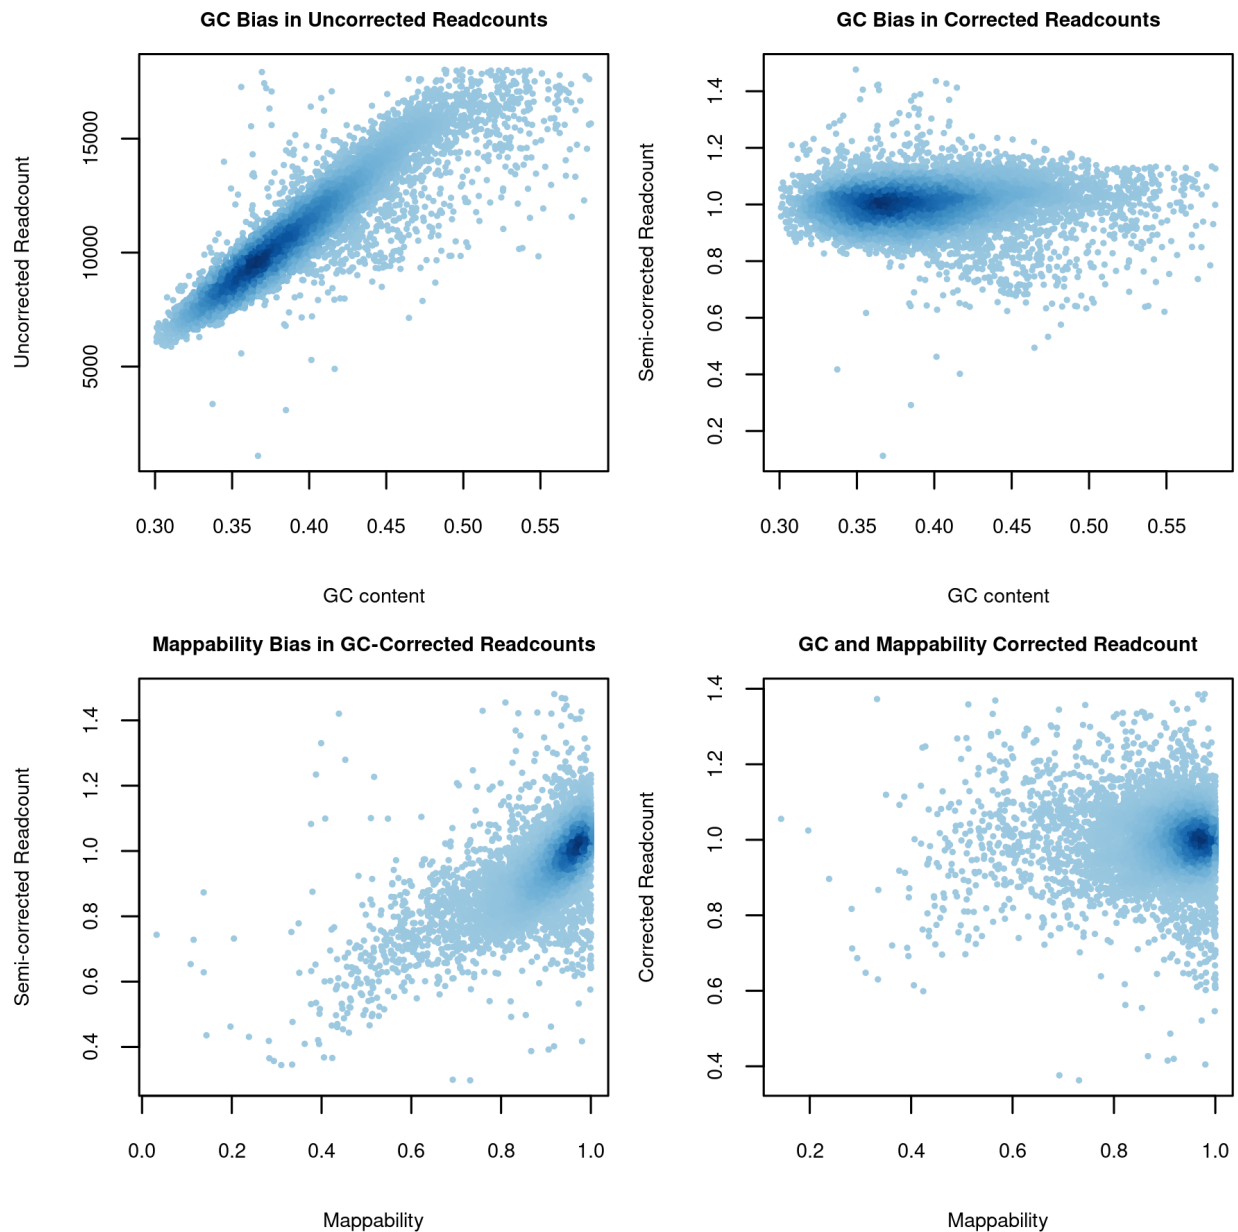 GC Bias in Uncorrected Readcounts
Uncorrected Readcount
15000
10000
5000
0.30 0.35 0.40 0.45 0.50 0.55
GC content
GC Bias in Corrected Readcounts
Semi-corrected Readcount
1.4
1.2
1.0
0.8
0.6
0.4
0.2
0.30 0.35 0.40 0.45 0.50 0.55
GC content
Mappability Bias in GC-Corrected Readcounts
Semi-corrected Readcount
1.4
1.2
1.0
0.8
0.6
0.4
0.0 0.2 0.4 0.6 0.8 1.0
Mappability
GC and Mappability Corrected Readcount
Corrected Readcount
1.4
1.2
1.0
0.8
0.6
0.4
0.2 0.4 0.6 0.8 1.0
Mappability